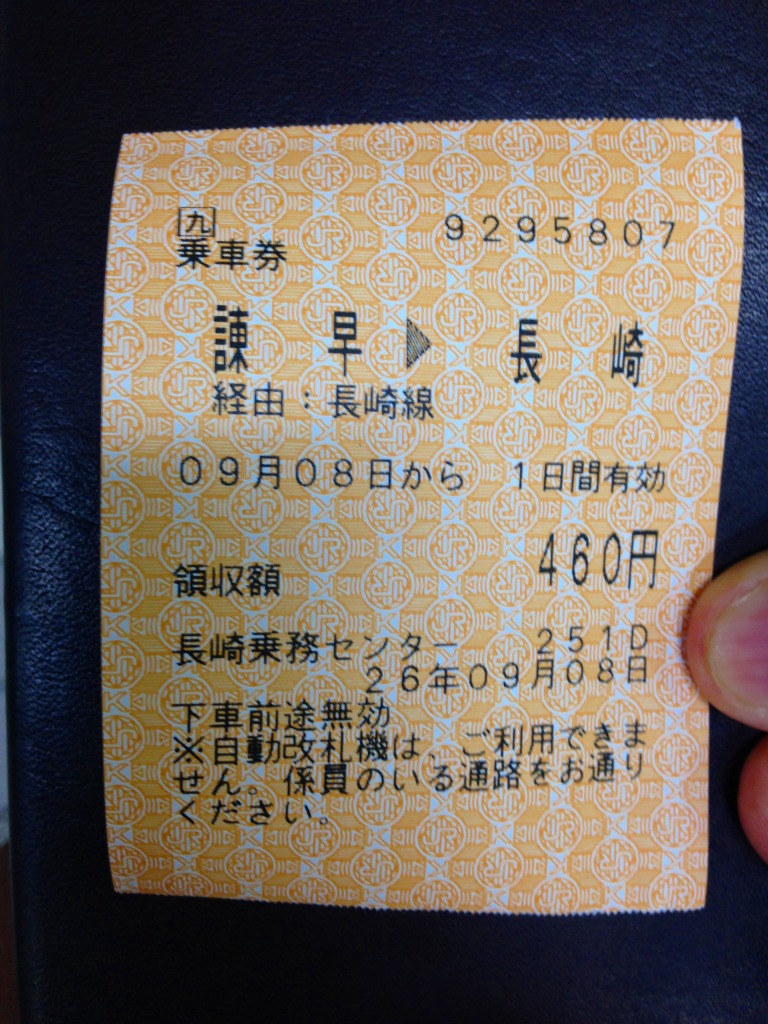 九
乗車券 9295807
諫早▶長崎
経由：長崎線
09月08日から 1日間有効
領収額 460円
長崎乗務センター 251D
26年09月08日
下車前途無効
※自動改札機は、ご利用できま
せん。係員のいる通路をお通り
ください。